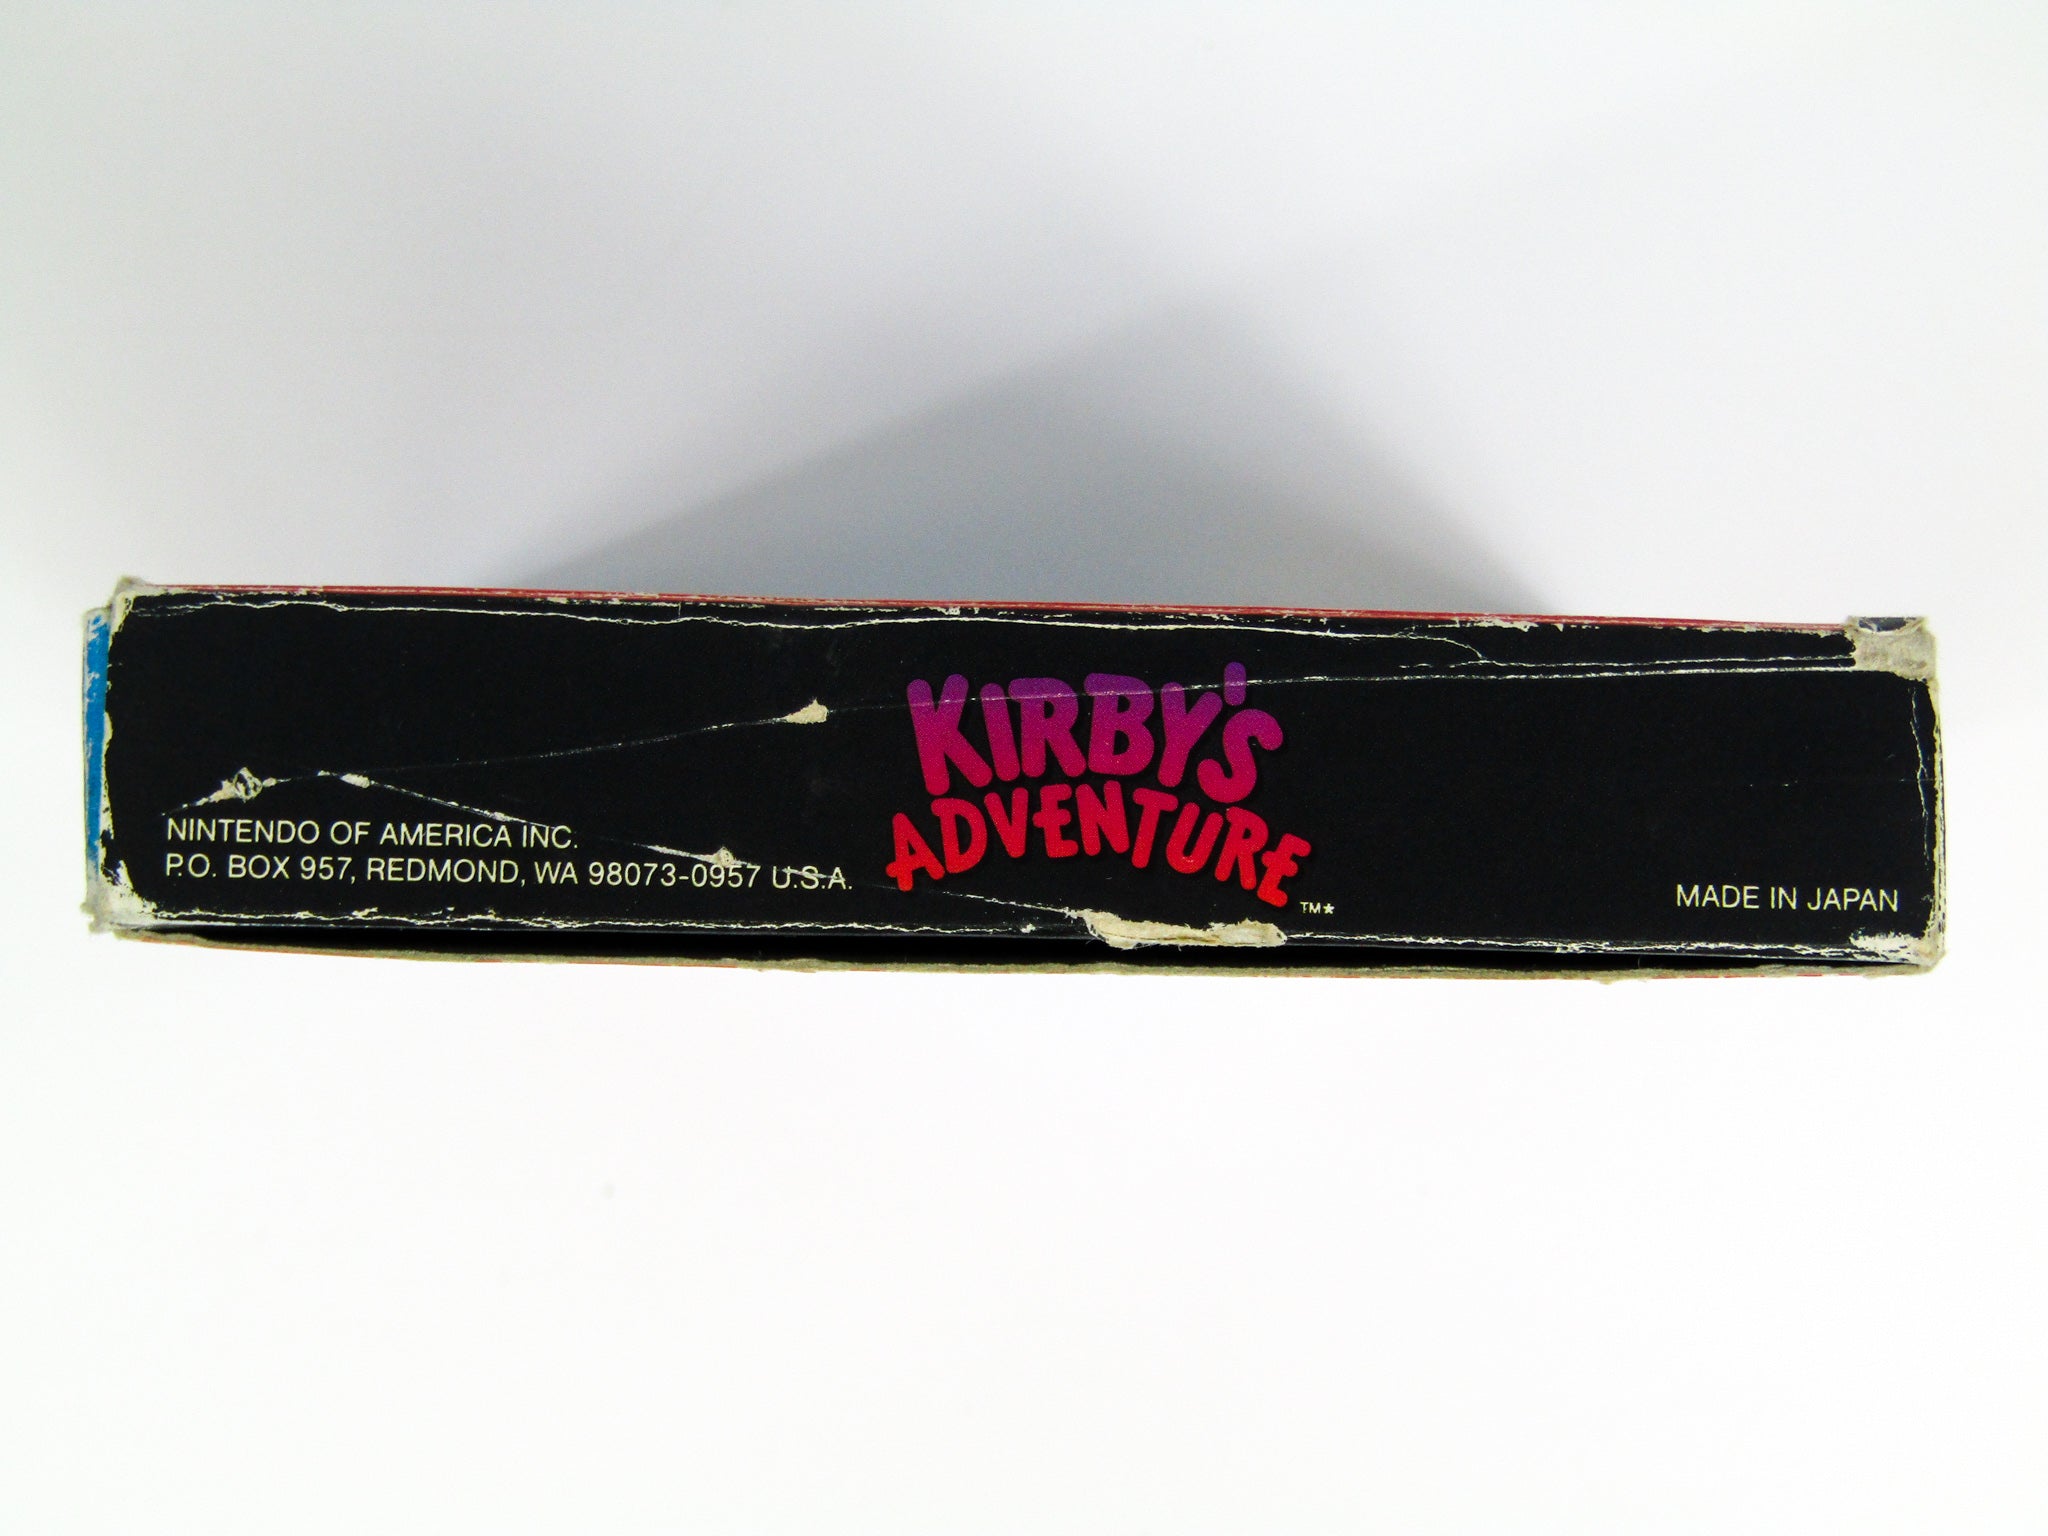 KIRBY'S
ADVENTURE
TM*
NINTENDO OF AMERICA INC.
P.O. BOX 957, REDMOND, WA 98073-0957 U.S.A.
MADE IN JAPAN